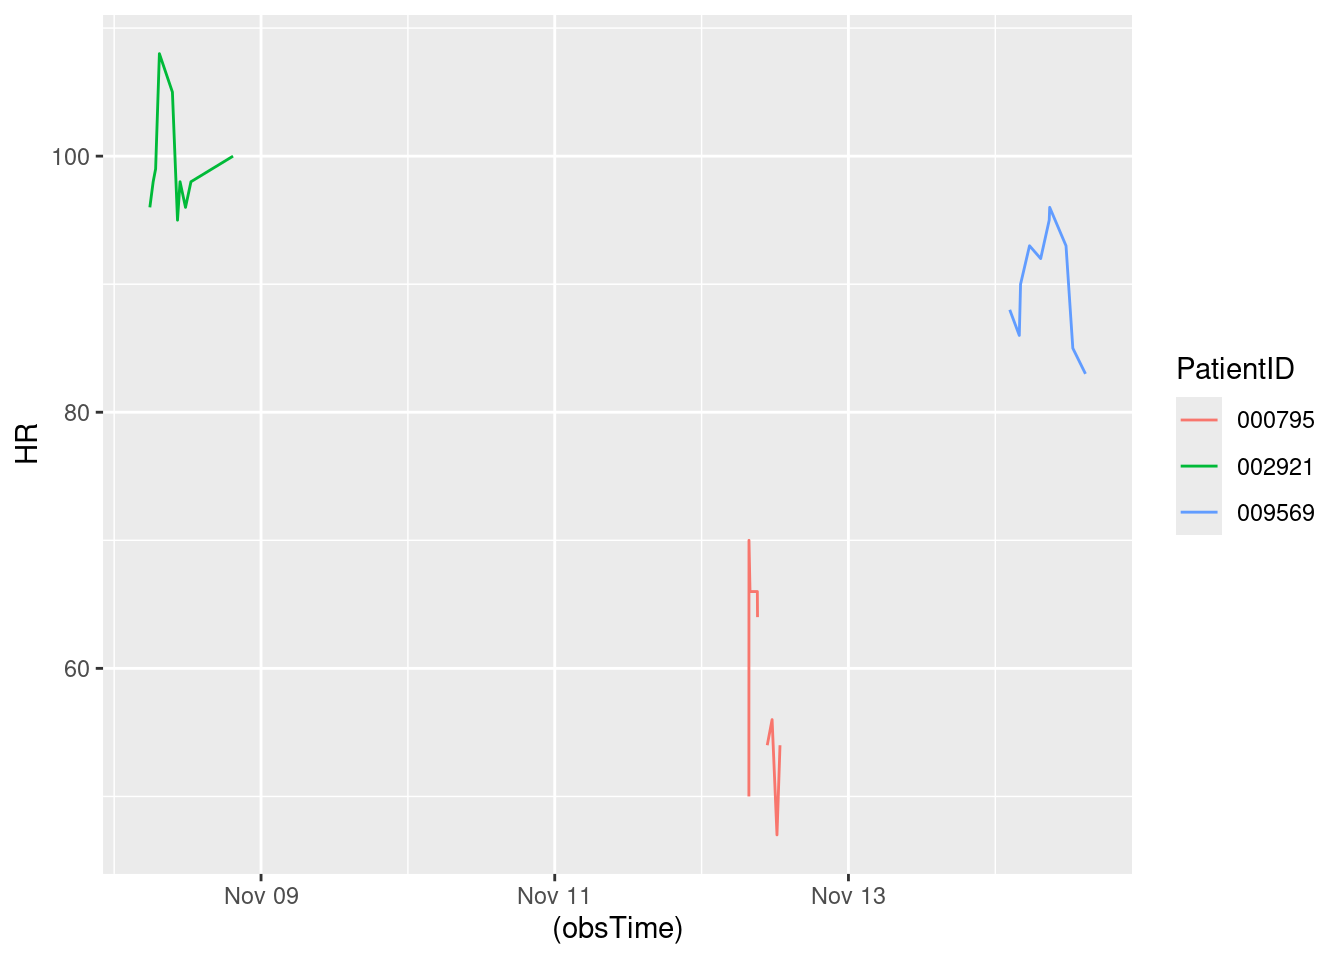 HR
100
80
60
Nov 09
Nov 11
Nov 13
(obsTime)
PatientID
000795
002921
009569